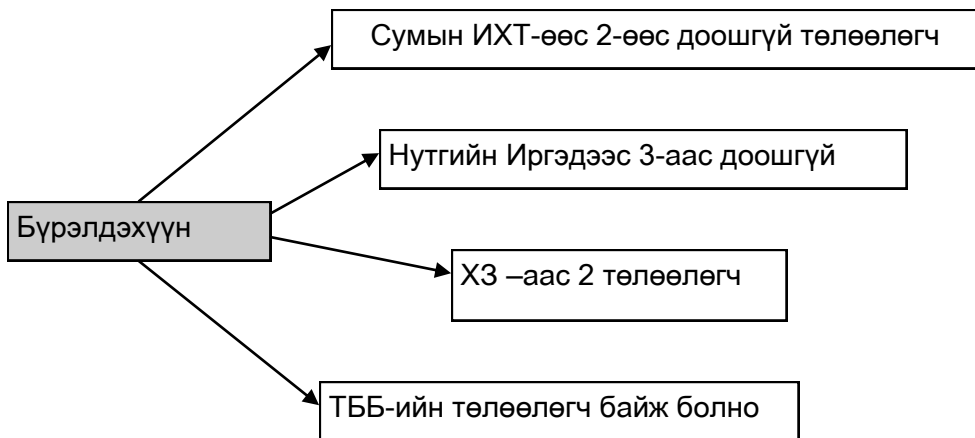 Сумын ИХТ-өөс 2-өөс доошгүй төлөөлөгч
Нутгийн Иргэдээс 3-аас доошгүй
Бүрэлдэхүүн
ХЗ –аас 2 төлөөлөгч
ТББ-ийн төлөөлөгч байж болно